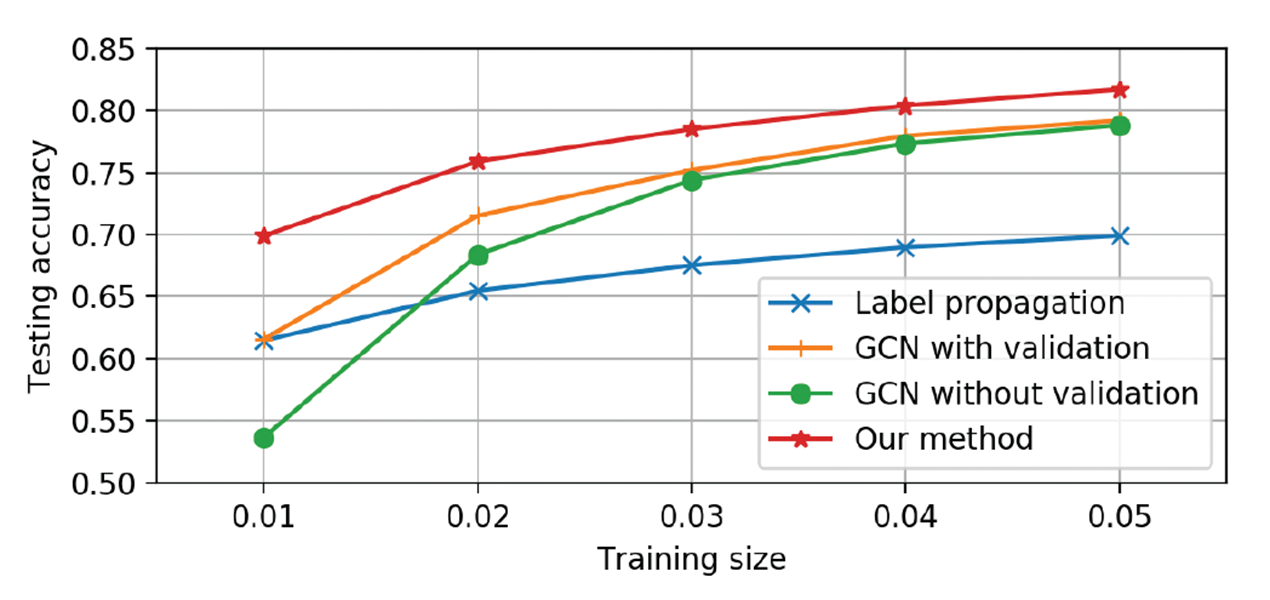 0.85
0.80
0.75
0.70
0.65
0.60
0.55
0.50
Testing accuracy
Label propagation
GCN with validation
GCN without validation
Our method
0.01 0.02 0.03 0.04 0.05
Training size